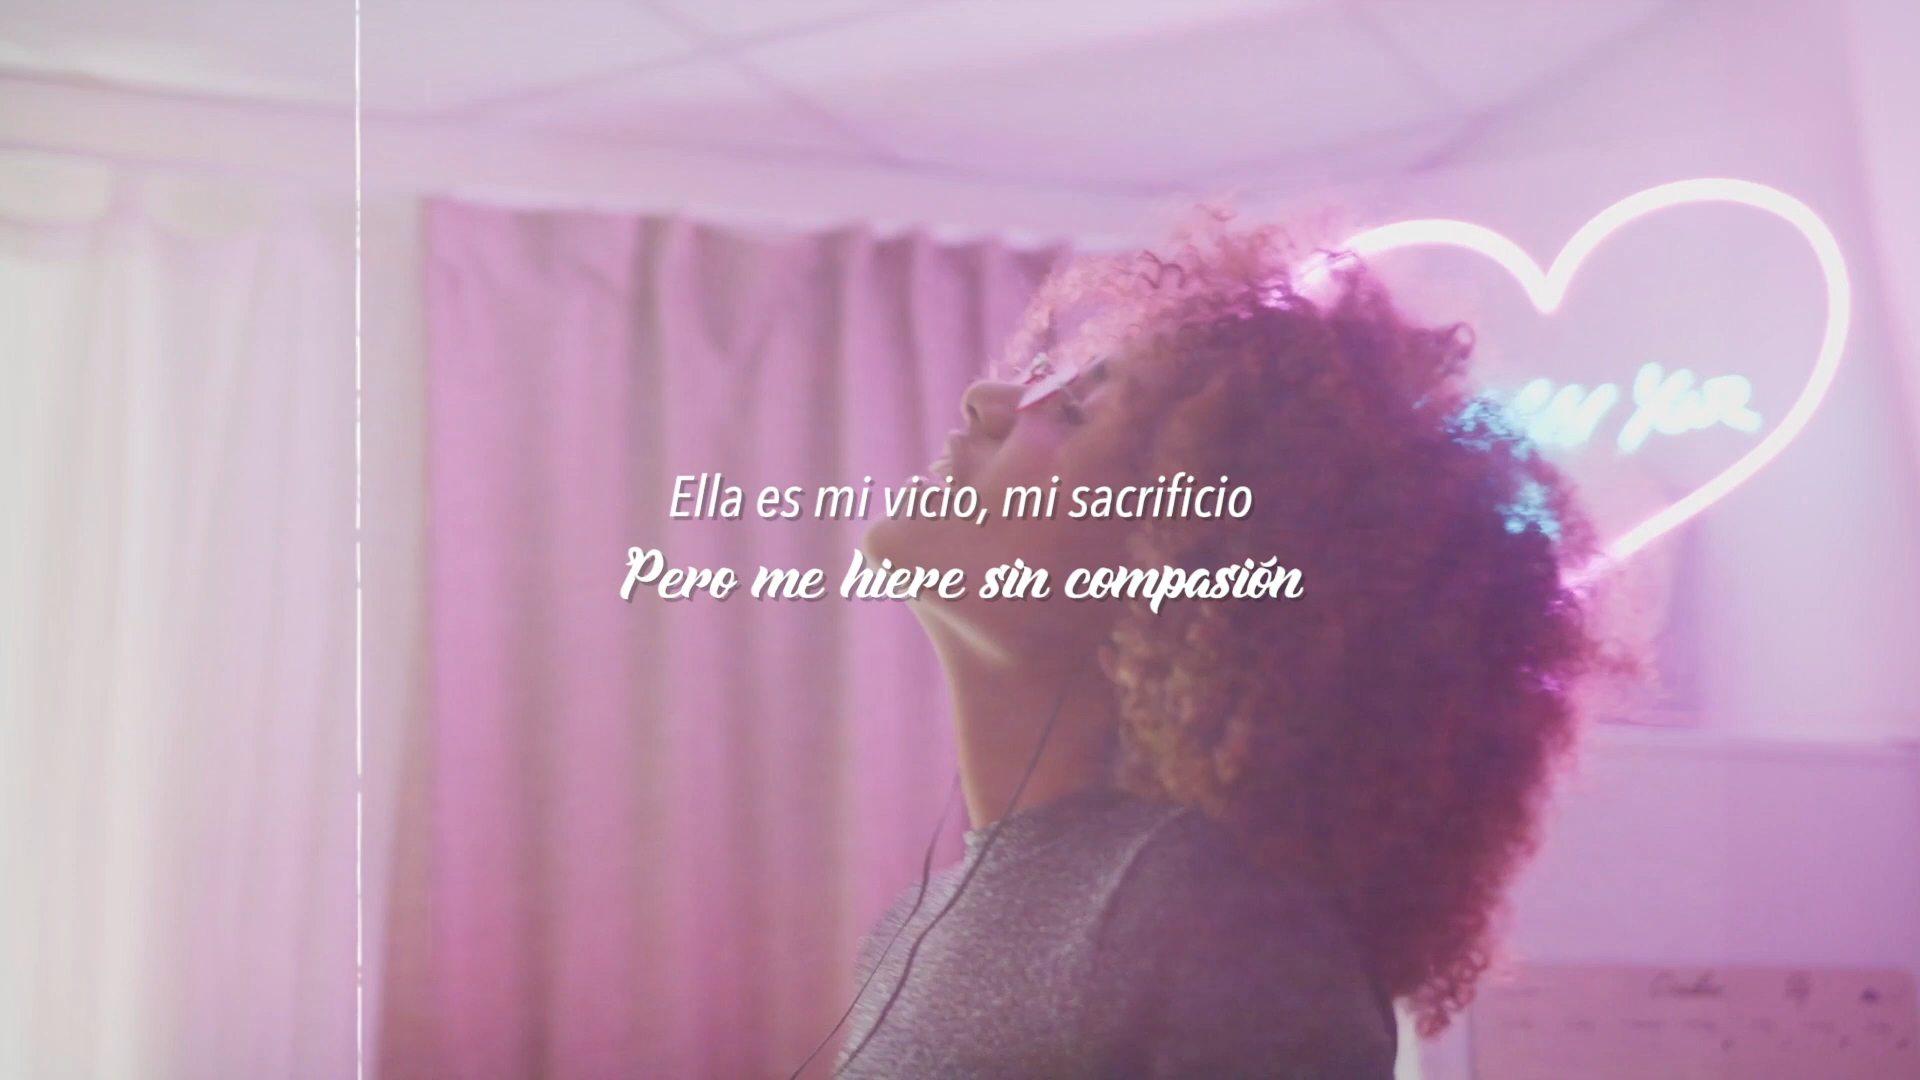 Ella es mi vicio, mi sacrificio
Pero me hiere sin compasión